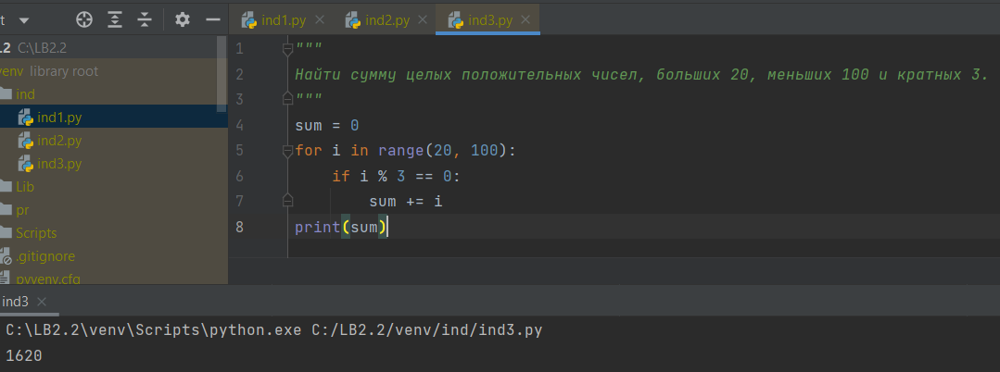 t
ind1.py ind2.py ind3.py
.2 C:\LB2.2
venv library root
ind
ind1.py
ind2.py
ind3.py
Lib
pr
Scripts
.gitignore
pyvenv.cfg
1 """
2 Найти сумму целых положительных чисел, больших 20, меньших 100 и кратных 3.
3 """
4 sum = 0
5 for i in range(20, 100):
6 if i % 3 == 0:
7 sum += i
8 print(sum)
ind3
C:\LB2.2\venv\Scripts\python.exe C:/LB2.2/venv/ind/ind3.py
1620